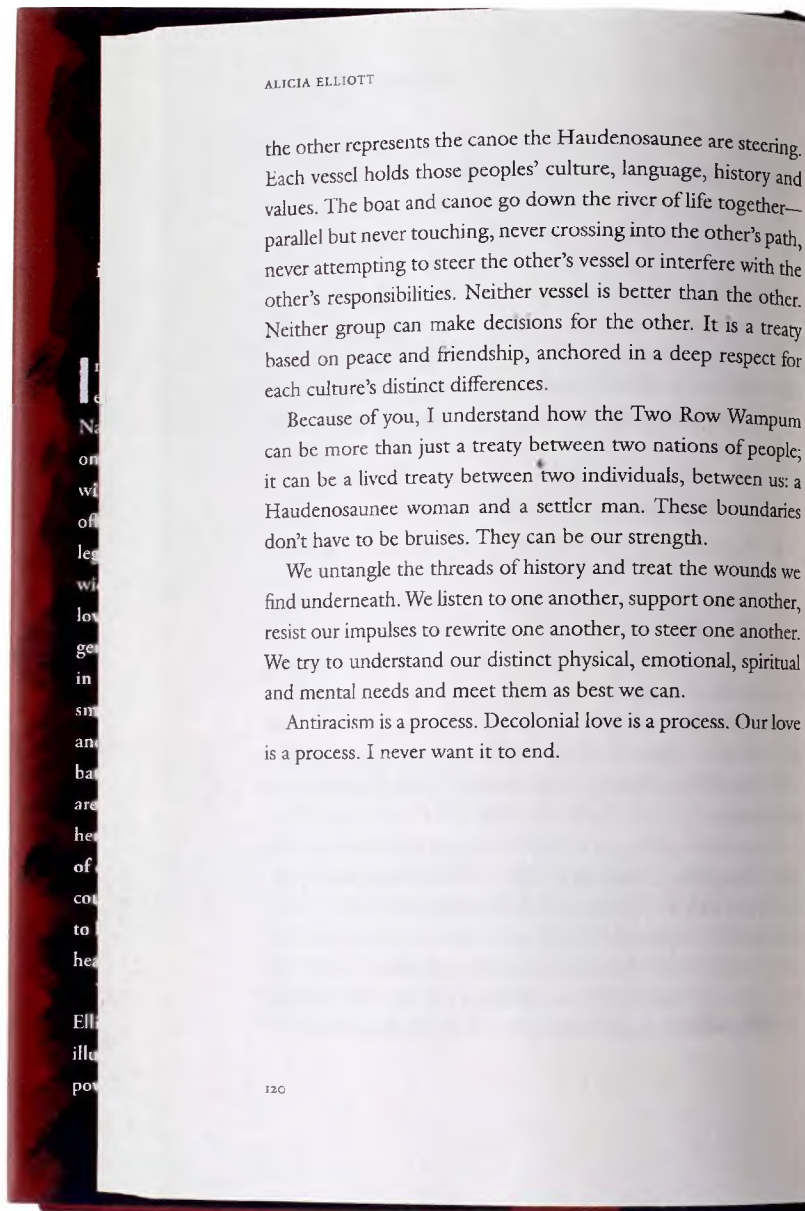 ALICIA ELLIOTT
the other represents the canoe the Haudenosaunee are steering.
Each vessel holds those peoples' culture, language, history and
values. The boat and canoe go down the river of life together—
parallel but never touching, never crossing into the other's path,
never attempting to steer the other's vessel or interfere with the
other's responsibilities. Neither vessel is better than the other.
Neither group can make decisions for the other. It is a treaty
based on peace and friendship, anchored in a deep respect for
each culture's distinct differences.
Because of you, I understand how the Two Row Wampum
can be more than just a treaty between two nations of people;
it can be a lived treaty between two individuals, between us: a
Haudenosaunee woman and a settler man. These boundaries
don't have to be bruises. They can be our strength.
We untangle the threads of history and treat the wounds we
find underneath. We listen to one another, support one another,
resist our impulses to rewrite one another, to steer one another.
We try to understand our distinct physical, emotional, spiritual
and mental needs and meet them as best we can.
Antiracism is a process. Decolonial love is a process. Our love
is a process. I never want it to end.
120